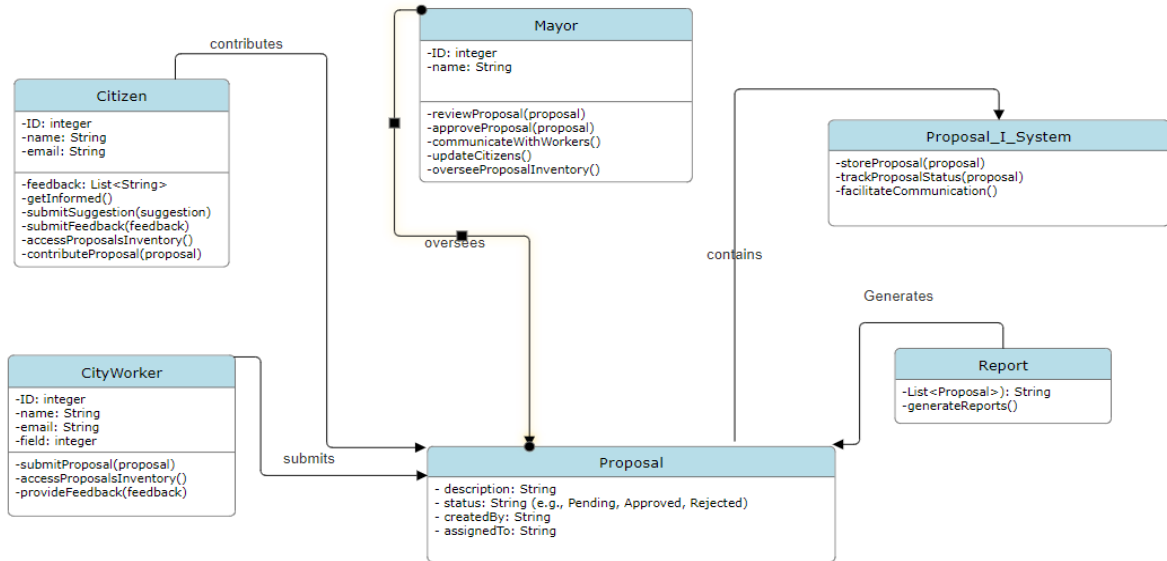 contributes
Mayor
-ID: integer
-name: String
-reviewProposal(proposal)
-approveProposal(proposal)
-communicateWithWorkers()
-updateCitizens()
-overseeProposalInventory()
Citizen
-ID: integer
-name: String
-email: String
-feedback: List<String>
-getInformed()
-submitSuggestion(suggestion)
-submitFeedback(feedback)
-accessProposalsInventory()
-contributeProposal(proposal)
Proposal_I_System
-storeProposal(proposal)
-trackProposalStatus(proposal)
-facilitateCommunication()
oversees
contains
Generates
CityWorker
-ID: integer
-name: String
-email: String
-field: integer
-submitProposal(proposal)
-accessProposalsInventory()
-provideFeedback(feedback)
Report
-List<Proposal>): String
-generateReports()
submits
Proposal
- description: String
- status: String (e.g., Pending, Approved, Rejected)
- createdBy: String
- assignedTo: String